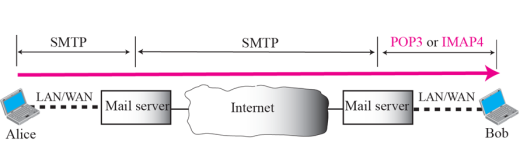 SMTP SMTP POP3 or IMAP4
LAN/WAN LAN/WAN
Mail server Internet Mail server
Alice Bob